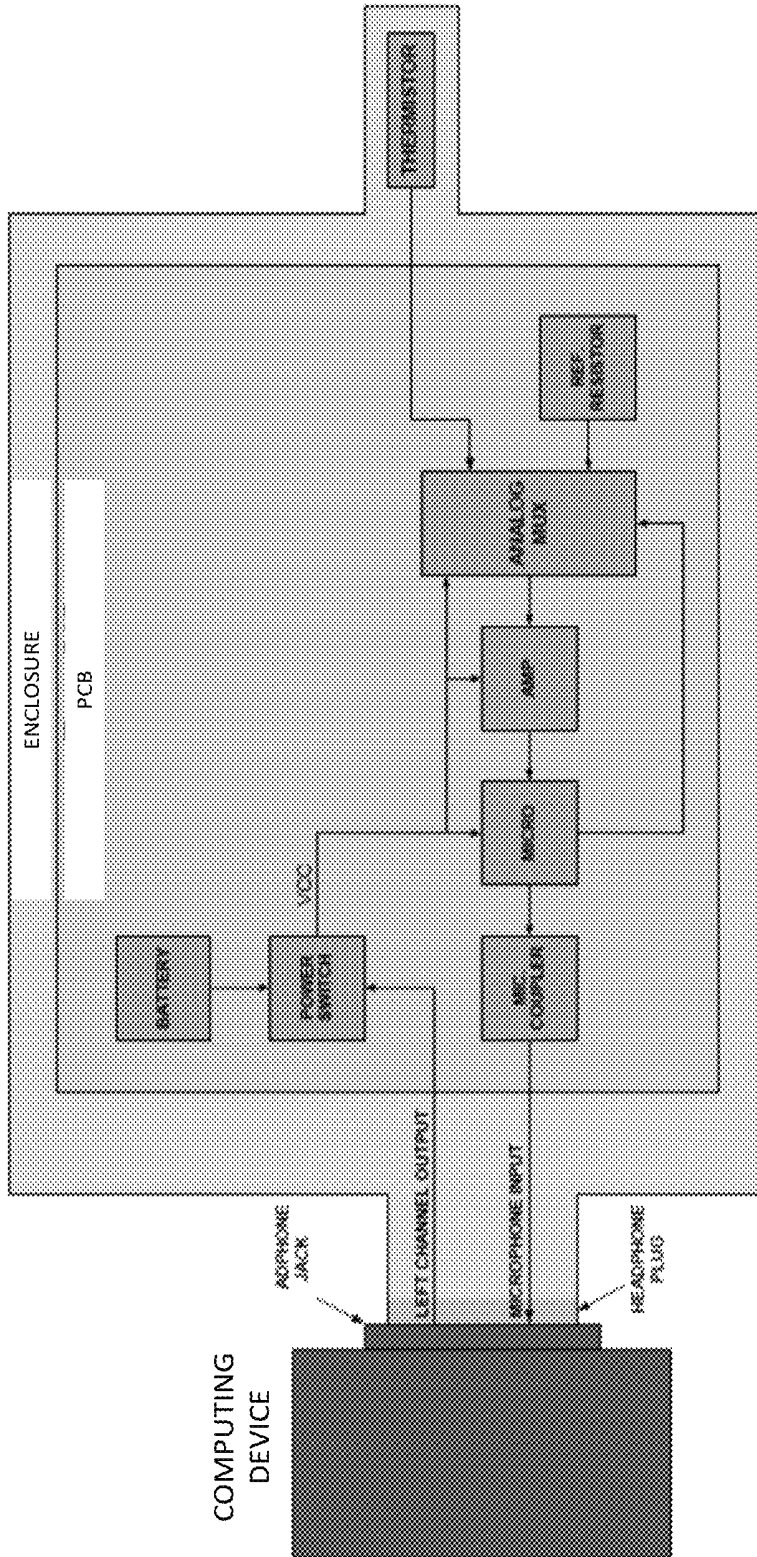 ENCLOSURE
PCB
THERMISTOR
BATTERY
POWER
SWITCH
VCC
REF
RESISTOR
ANALOG
MUX
AMP
MICRO
MIC
COUPLER
LEFT CHANNEL OUTPUT
MICROPHONE INPUT
ADPHONE
JACK
HEADPHONE
PLUG
COMPUTING
DEVICE